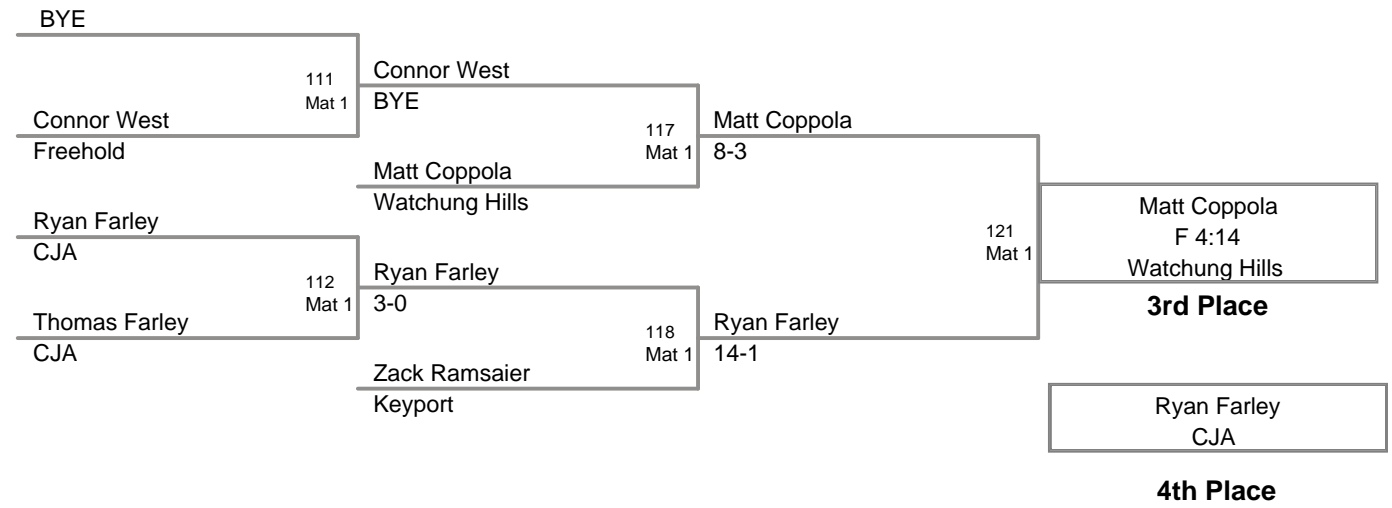 BYE
111
Mat 1
Connor West
Freehold
Connor West
BYE
117
Mat 1
Matt Coppola
Watchung Hills
Matt Coppola
8-3
Ryan Farley
CJA
112
Mat 1
Thomas Farley
CJA
Ryan Farley
3-0
118
Mat 1
Zack Ramsaier
Keyport
Ryan Farley
14-1
121
Mat 1
Matt Coppola
F 4:14
Watchung Hills
3rd Place
Ryan Farley
CJA
4th Place